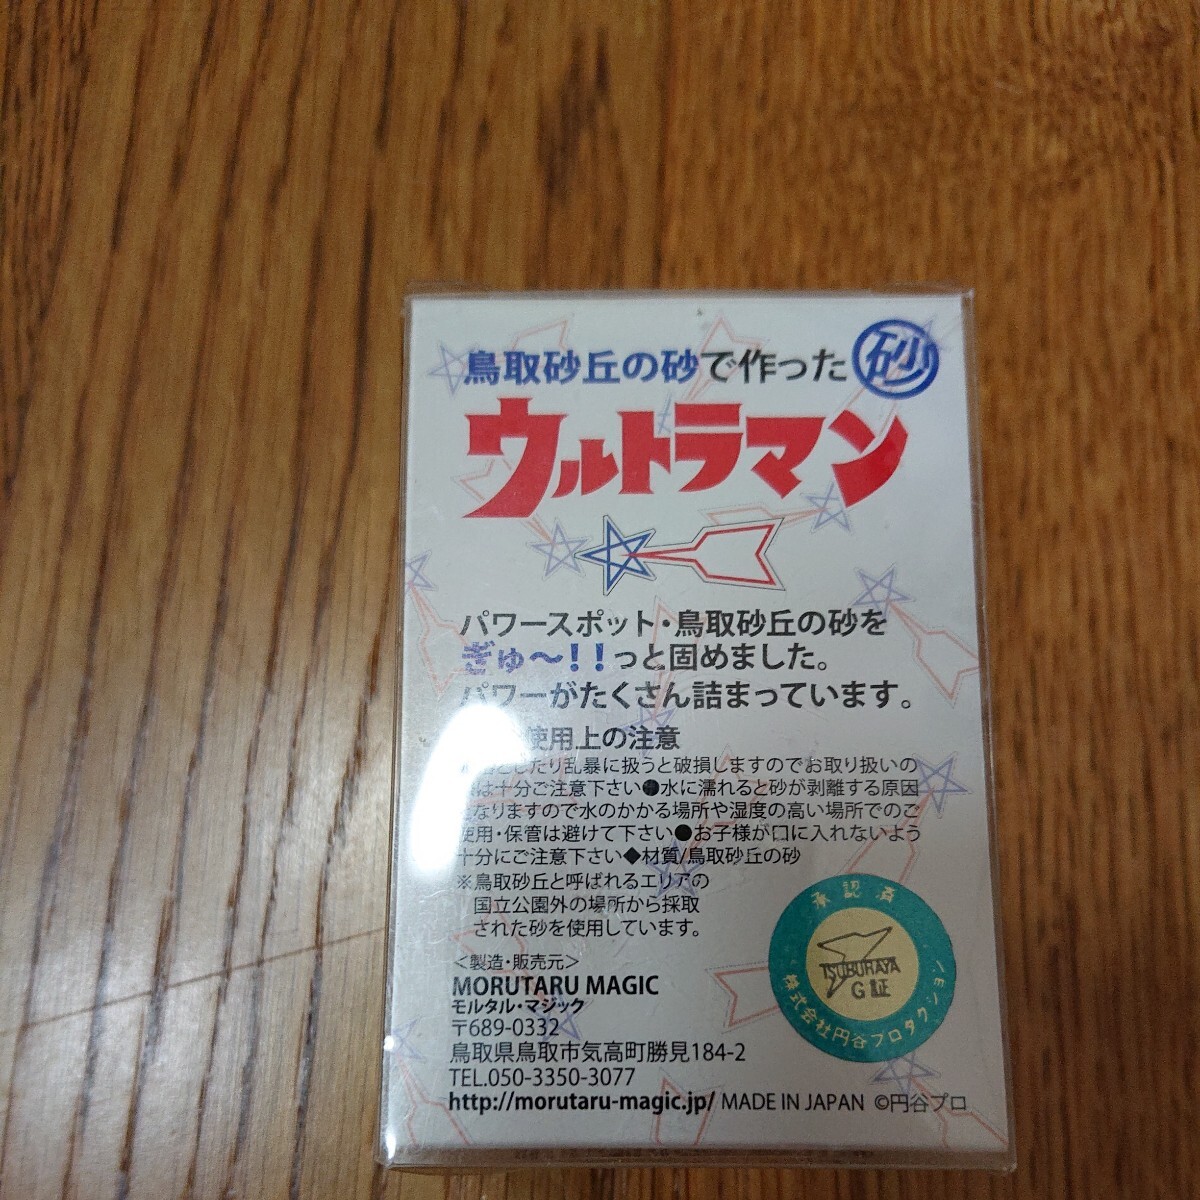 鳥取砂丘の砂で作った 砂
ウルトラマン
パワースポット・鳥取砂丘の砂を
ぎゅ〜!!っと固めました。
パワーがたくさん詰まっています。
使用上の注意
落としたり乱暴に扱うと破損しますのでお取り扱いの
は十分ご注意下さい●水に濡れると砂が剥離する原因
となりますので水のかかる場所や湿度の高い場所でのご
使用・保管は避けて下さい●お子様が口に入れないよう
十分にご注意下さい◆材質/鳥取砂丘の砂
※鳥取砂丘と呼ばれるエリアの
国立公園外の場所から採取
された砂を使用しています。
<製造・販売元>
MORUTARU MAGIC
モルタル・マジック
〒689-0332
鳥取県鳥取市気高町勝見184-2
TEL.050-3350-3077
http://morutaru-magic.jp/ MADE IN JAPAN ©円谷プロ
承認済
TSUBURAYA
G証
株式会社円谷プロダクション